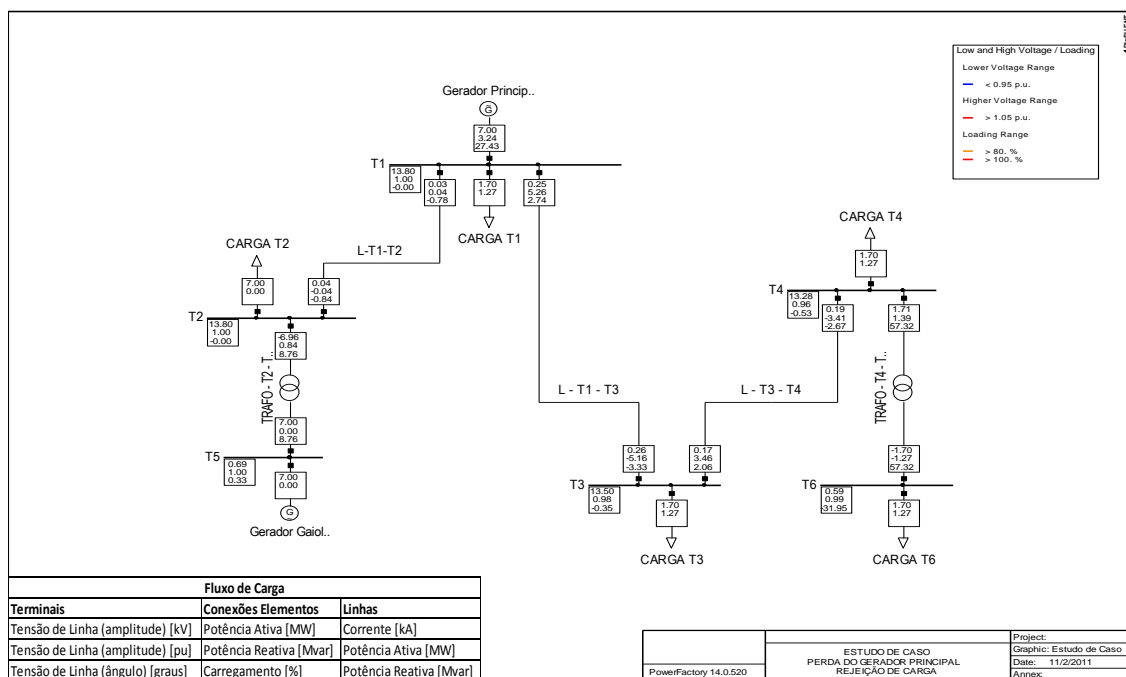 Low and High Voltage / Loading
Lower Voltage Range
< 0.95 p.u.
Higher Voltage Range
> 1.05 p.u.
Loading Range
> 80. %
> 100. %
Gerador Princip..
G
7.00
3.24
27.43
T1
13.80
1.00
-0.00
0.03
0.04
-0.78
1.70
1.27
0.25
5.26
2.74
CARGA T1
L-T1-T2
CARGA T2
7.00
0.00
0.04
-0.04
-0.84
T2
13.80
1.00
-0.00
-6.96
0.84
8.76
TRAFO - T2 - T..
7.00
0.00
8.76
T5
0.69
1.00
0.33
7.00
0.00
G
Gerador Gaiol..
CARGA T4
1.70
1.27
T4
13.28
0.96
-0.53
0.19
-3.41
-2.67
1.71
1.39
57.32
TRAFO - T4 - T..
L - T1 - T3
L - T3 - T4
0.26
-5.16
-3.33
0.17
3.46
2.06
T3
13.50
0.98
-0.35
1.70
1.27
CARGA T3
-1.70
-1.27
57.32
T6
0.59
0.99
-31.95
1.70
1.27
CARGA T6
Fluxo de Carga
Terminais Conexões Elementos Linhas
Tensão de Linha (amplitude) [kV] Potência Ativa [MW] Corrente [kA]
Tensão de Linha (amplitude) [pu] Potência Reativa [Mvar] Potência Ativa [MW]
Tensão de Linha (ângulo) [graus] Carregamento [%] Potência Reativa [Mvar]
PowerFactory 14.0.520
ESTUDO DE CASO
PERDA DO GERADOR PRINCIPAL
REJEIÇÃO DE CARGA
Project:
Graphic: Estudo de Caso
Date: 11/2/2011
Annex: